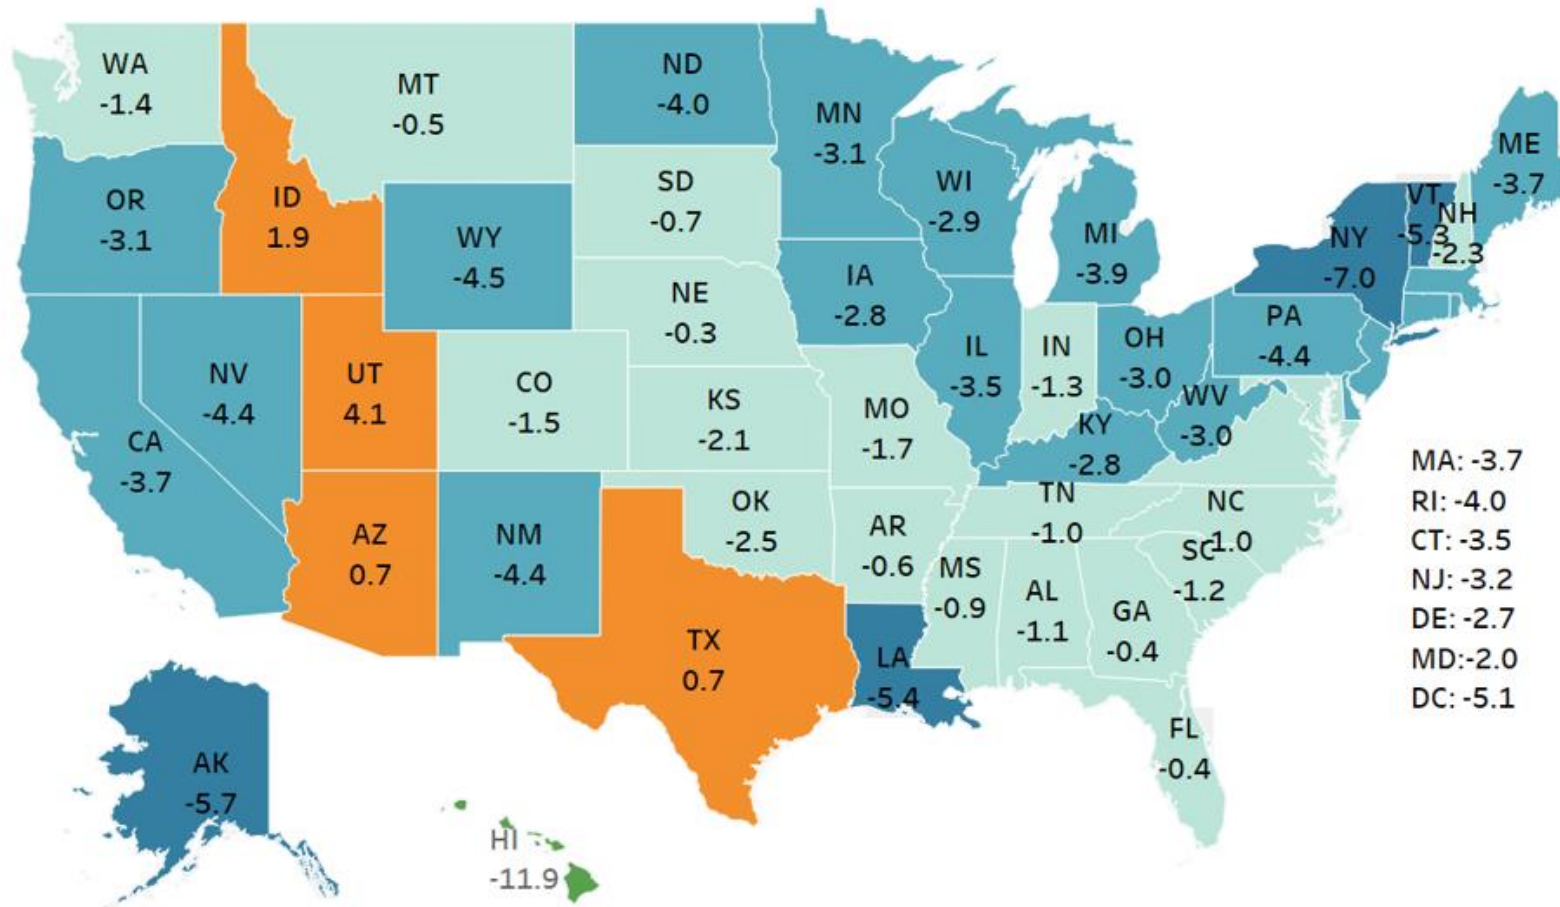 WA
-1.4
MT
-0.5
ND
-4.0
MN
-3.1
ME
-3.7
OR
-3.1
ID
1.9
WY
-4.5
SD
-0.7
WI
-2.9
MI
-3.9
NY
-7.0
VT
-5.3
NH
-2.3
NE
-0.3
IA
-2.8
NV
-4.4
UT
4.1
CO
-1.5
KS
-2.1
MO
-1.7
IL
-3.5
IN
-1.3
OH
-3.0
PA
-4.4
WV
-3.0
KY
-2.8
CA
-3.7
AZ
0.7
NM
-4.4
OK
-2.5
AR
-0.6
TN
-1.0
NC
-1.0
SC
-1.2
MS
-0.9
AL
-1.1
GA
-0.4
TX
0.7
LA
-5.4
FL
-0.4
AK
-5.7
HI
-11.9
MA: -3.7
RI: -4.0
CT: -3.5
NJ: -3.2
DE: -2.7
MD:-2.0
DC: -5.1